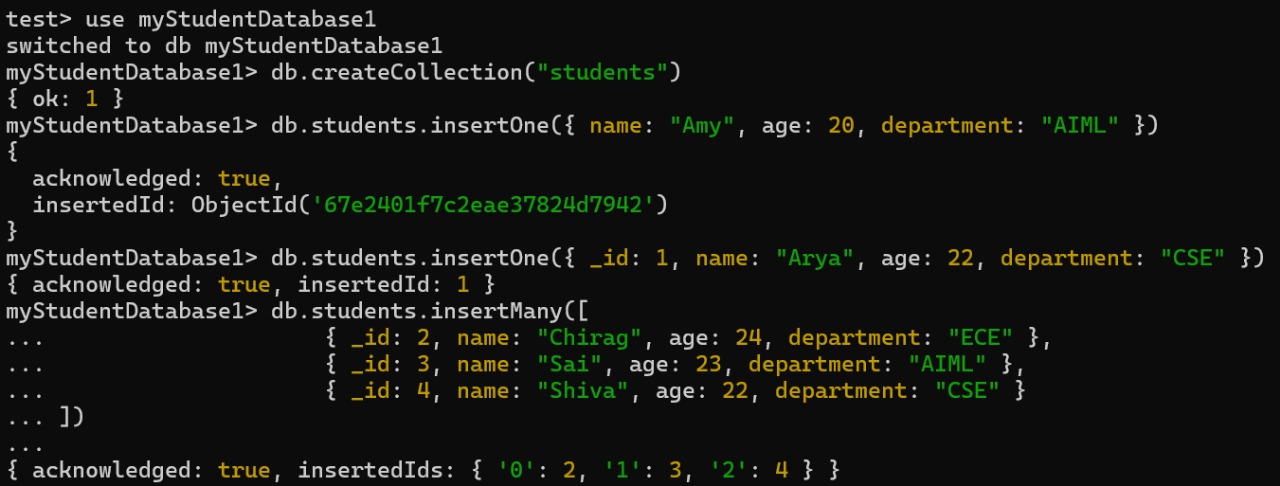 test> use myStudentDatabase1
switched to db myStudentDatabase1
myStudentDatabase1> db.createCollection("students")
{ ok: 1 }
myStudentDatabase1> db.students.insertOne({ name: "Amy", age: 20, department: "AIML" })
{
  acknowledged: true,
  insertedId: ObjectId('67e2401f7c2eae37824d7942')
}
myStudentDatabase1> db.students.insertOne({ _id: 1, name: "Arya", age: 22, department: "CSE" })
{ acknowledged: true, insertedId: 1 }
myStudentDatabase1> db.students.insertMany([
...                     { _id: 2, name: "Chirag", age: 24, department: "ECE" },
...                     { _id: 3, name: "Sai", age: 23, department: "AIML" },
...                     { _id: 4, name: "Shiva", age: 22, department: "CSE" }
... ])
...
{ acknowledged: true, insertedIds: { '0': 2, '1': 3, '2': 4 } }